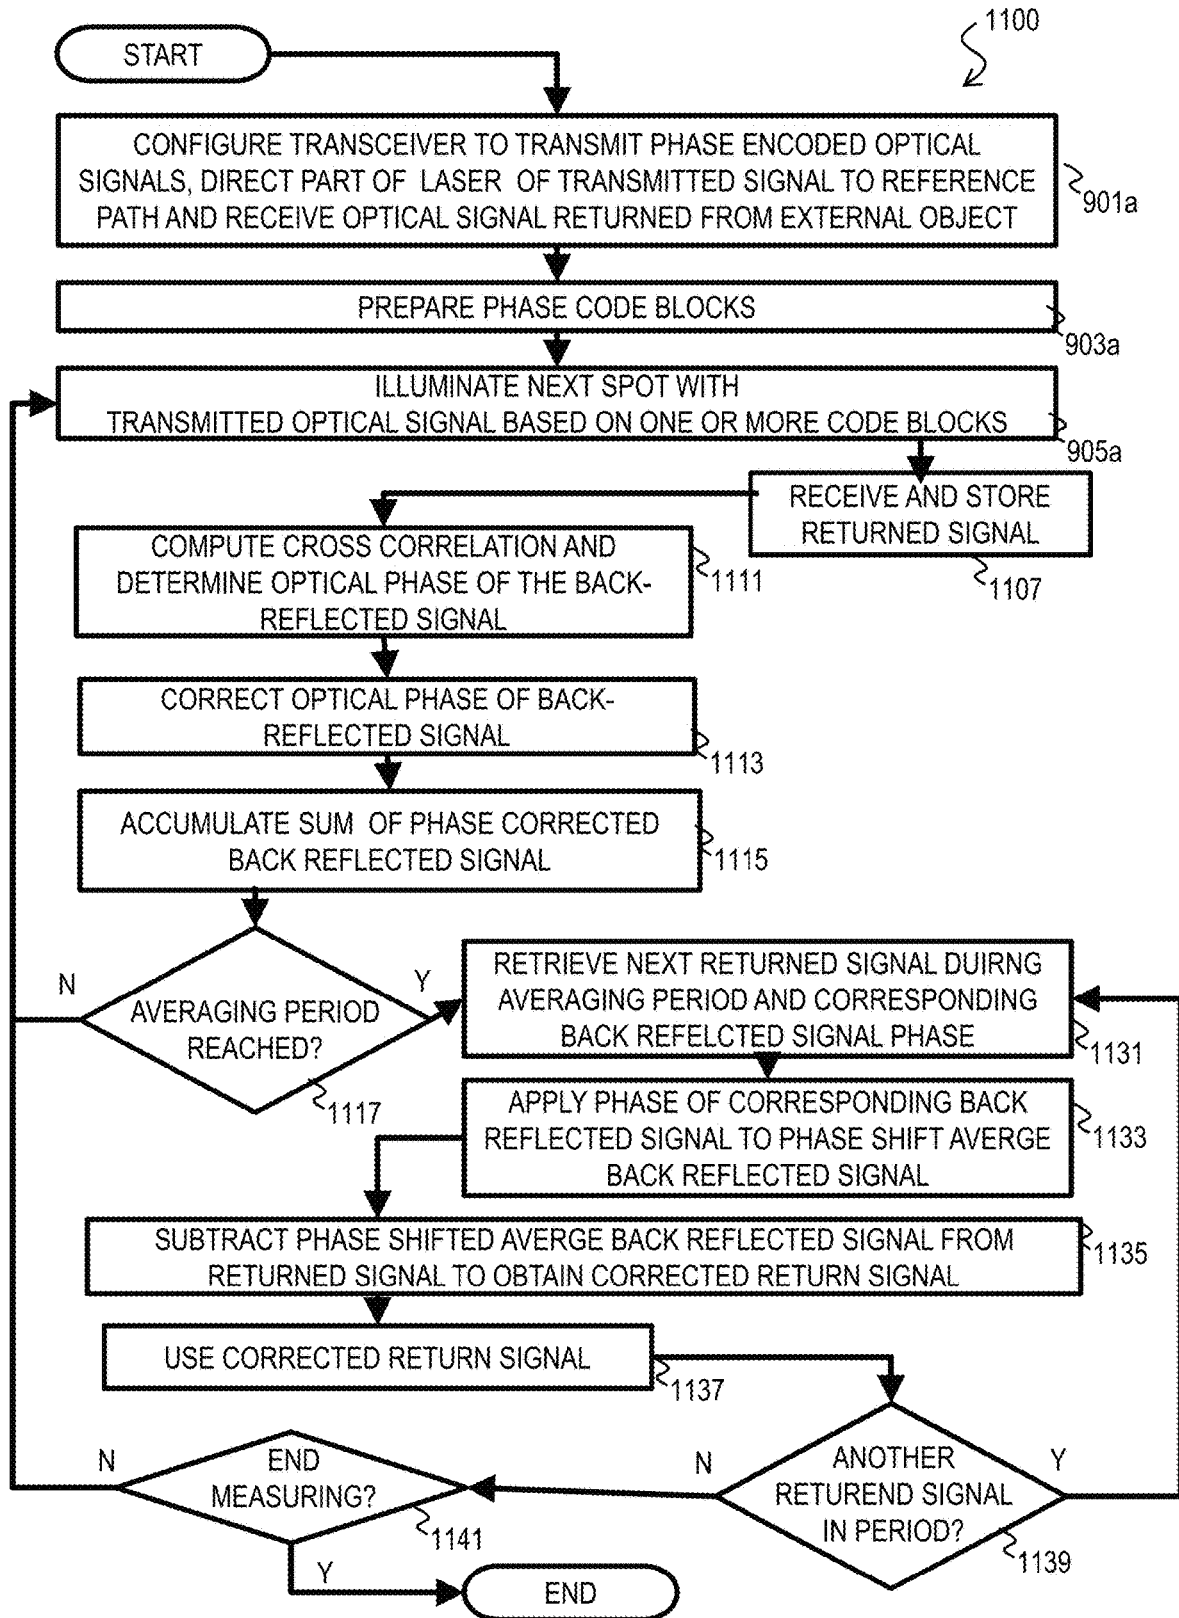 1100
START
CONFIGURE TRANSCEIVER TO TRANSMIT PHASE ENCODED OPTICAL
SIGNALS, DIRECT PART OF LASER OF TRANSMITTED SIGNAL TO REFERENCE
PATH AND RECEIVE OPTICAL SIGNAL RETURNED FROM EXTERNAL OBJECT
901a
PREPARE PHASE CODE BLOCKS
903a
ILLUMINATE NEXT SPOT WITH
TRANSMITTED OPTICAL SIGNAL BASED ON ONE OR MORE CODE BLOCKS
905a
RECEIVE AND STORE
RETURNED SIGNAL
1107
COMPUTE CROSS CORRELATION AND
DETERMINE OPTICAL PHASE OF THE BACK-
REFLECTED SIGNAL
1111
CORRECT OPTICAL PHASE OF BACK-
REFLECTED SIGNAL
1113
ACCUMULATE SUM OF PHASE CORRECTED
BACK REFLECTED SIGNAL
1115
N
AVERAGING PERIOD
REACHED?
Y
1117
RETRIEVE NEXT RETURNED SIGNAL DUIRNG
AVERAGING PERIOD AND CORRESPONDING
BACK REFELCTED SIGNAL PHASE
1131
APPLY PHASE OF CORRESPONDING BACK
REFLECTED SIGNAL TO PHASE SHIFT AVERGE
BACK REFLECTED SIGNAL
1133
SUBTRACT PHASE SHIFTED AVERGE BACK REFLECTED SIGNAL FROM
RETURNED SIGNAL TO OBTAIN CORRECTED RETURN SIGNAL
1135
USE CORRECTED RETURN SIGNAL
1137
N
ANOTHER
RETUREND SIGNAL
IN PERIOD?
Y
1139
N
END
MEASURING?
1141
Y
END